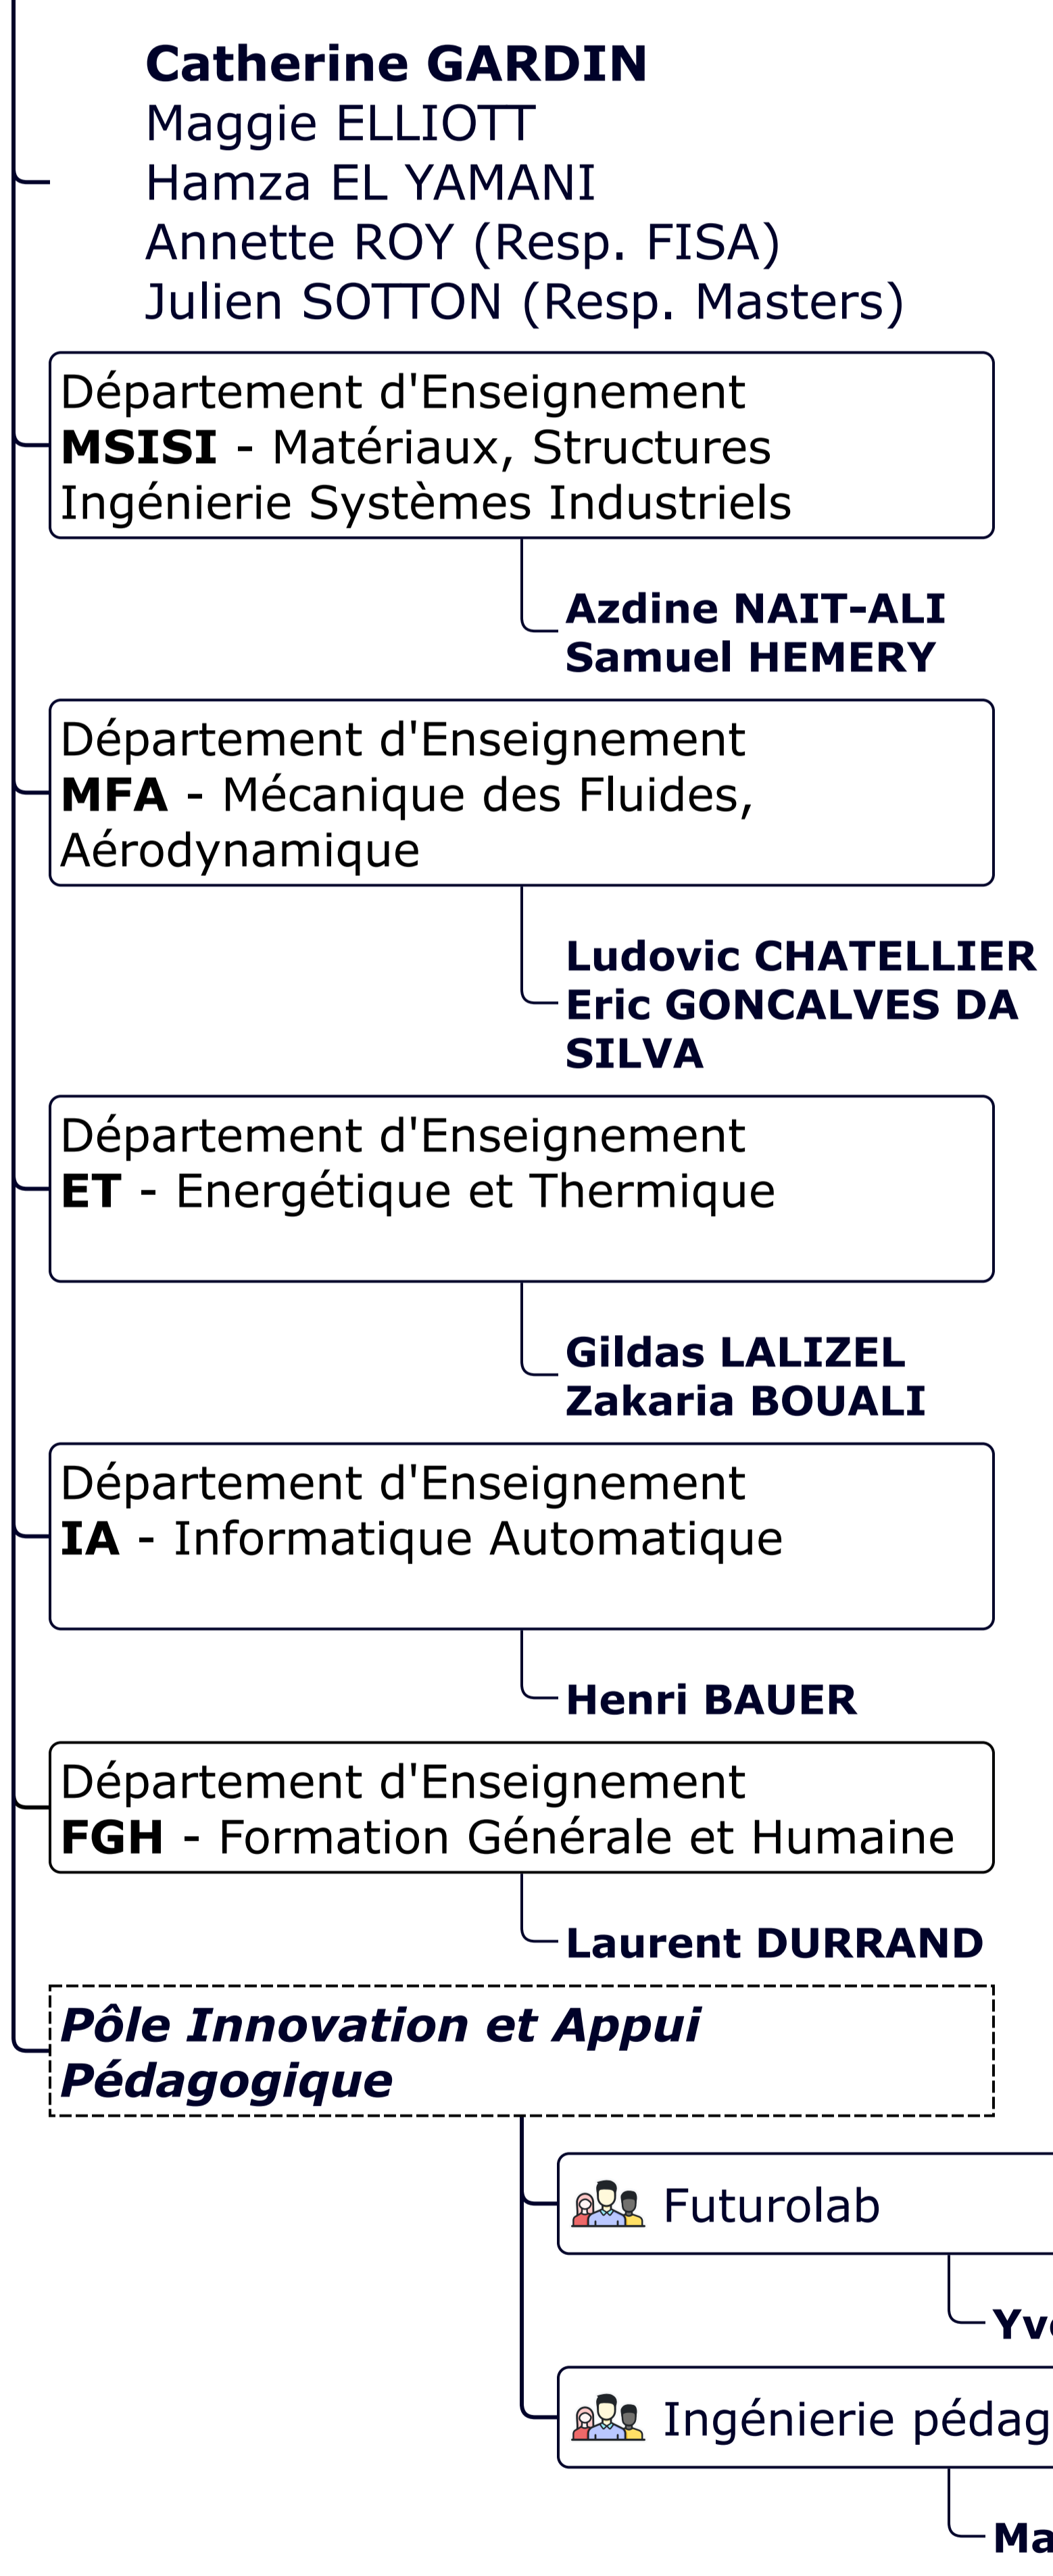 Catherine GARDIN
Maggie ELLIOTT
Hamza EL YAMANI
Annette ROY (Resp. FISA)
Julien SOTTON (Resp. Masters)
Département d'Enseignement
MSISI - Matériaux, Structures
Ingénierie Systèmes Industriels
Azdine NAIT-ALI
Samuel HEMERY
Département d'Enseignement
MFA - Mécanique des Fluides,
Aérodynamique
Ludovic CHATELLIER
Eric GONCALVES DA
SILVA
Département d'Enseignement
ET - Energétique et Thermique
Gildas LALIZEL
Zakaria BOUALI
Département d'Enseignement
IA - Informatique Automatique
Henri BAUER
Département d'Enseignement
FGH - Formation Générale et Humaine
Laurent DURRAND
Pôle Innovation et Appui
Pédagogique
Futurolab
Ingénierie